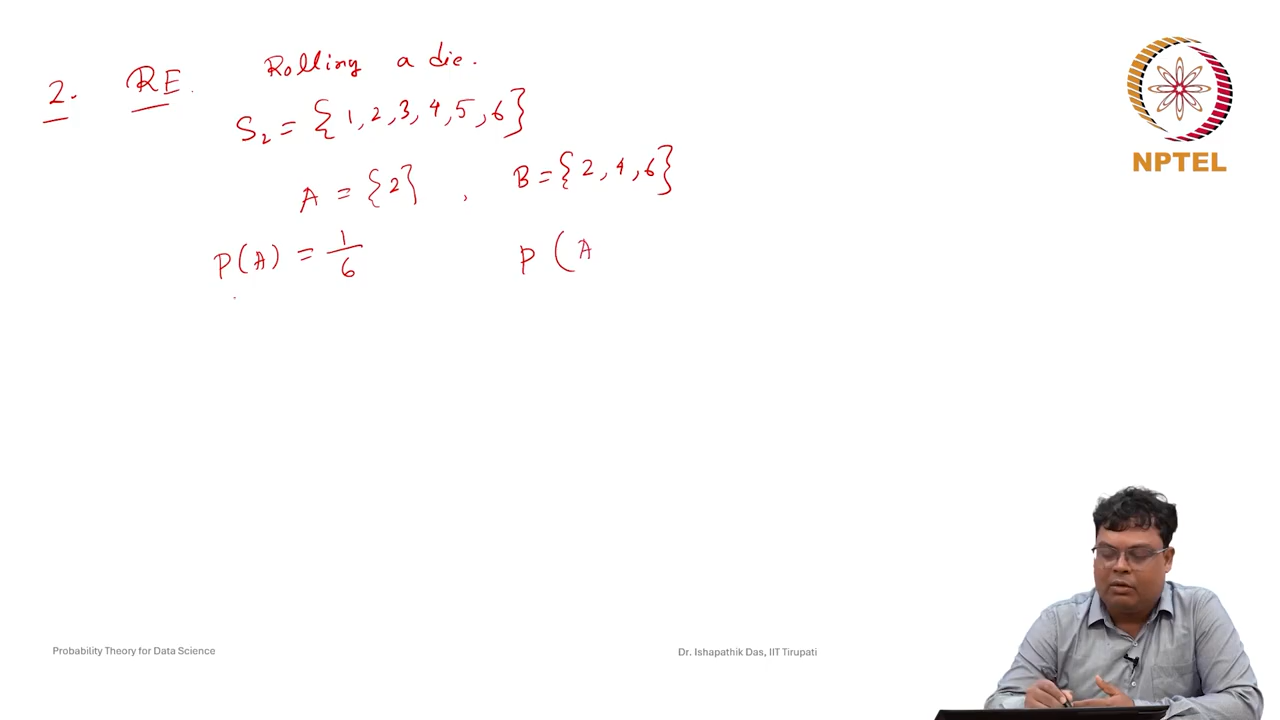 2. RE. Rolling a die.
S₂ = {1, 2, 3, 4, 5, 6}
A = {2} , B = {2, 4, 6}
P(A) = 1/6 P (A
NPTEL
Probability Theory for Data Science
Dr. Ishapathik Das, IIT Tirupati